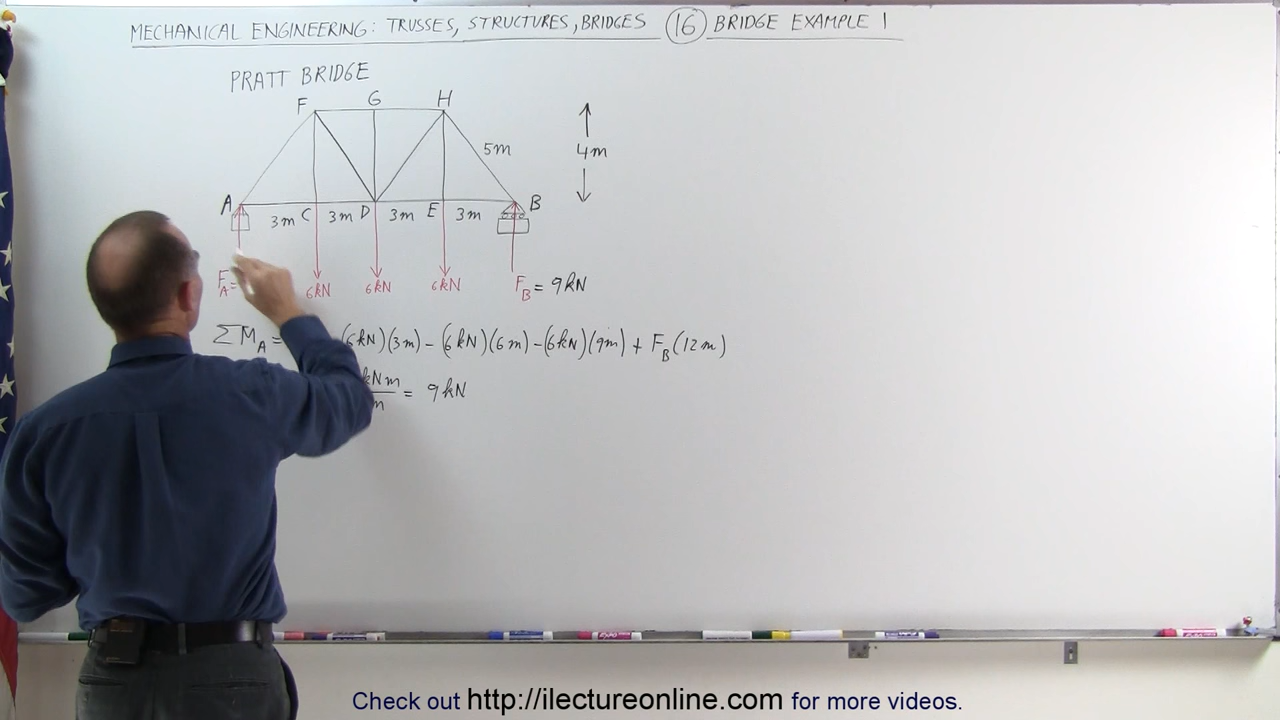 MECHANICAL ENGINEERING: TRUSSES, STRUCTURES, BRIDGES (16) BRIDGE EXAMPLE 1
PRATT BRIDGE
F G H
5m 4m
A 3m C 3m D 3m E 3m B
F_A= 6kN 6kN 6kN F_B = 9kN
ΣM_A= 6kN)(3m) - (6kN)(6m) - (6kN)(9m) + F_B(12m)
kNm
m = 9kN
Check out http://ilectureonline.com for more videos.